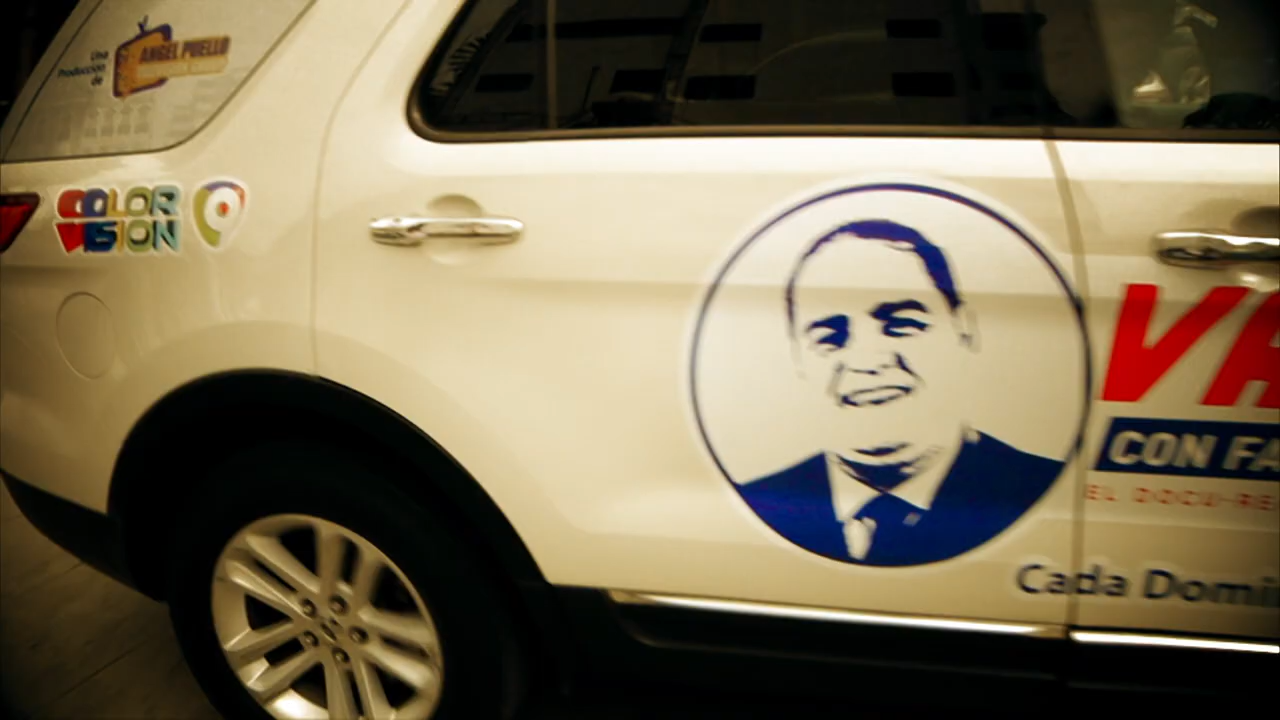 Una
Producción
de
ANGEL PUELLO
COLOR
VISION
VA
CON FA
EL DOCU-RE
Cada Domi